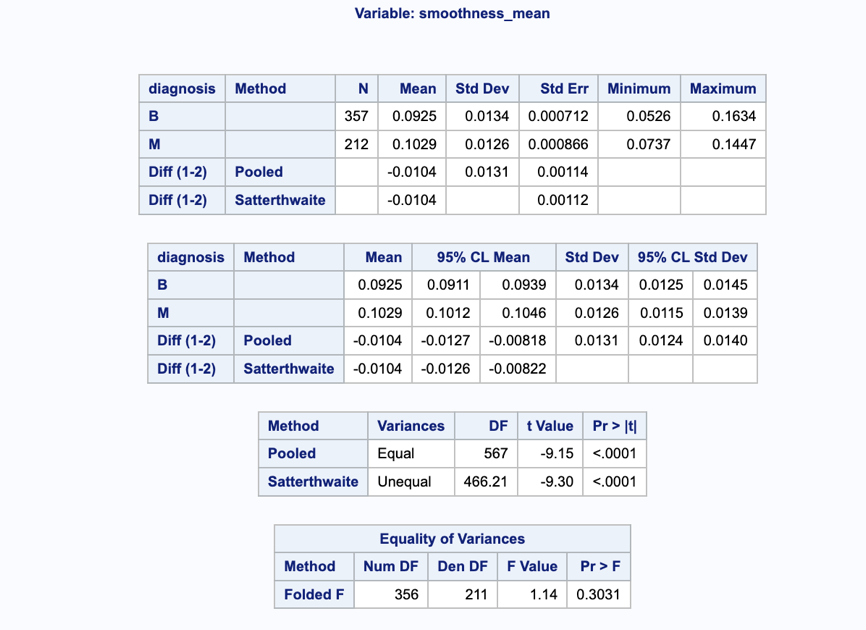 Variable: smoothness_mean
diagnosis Method N Mean Std Dev Std Err Minimum Maximum
B 357 0.0925 0.0134 0.000712 0.0526 0.1634
M 212 0.1029 0.0126 0.000866 0.0737 0.1447
Diff (1-2) Pooled -0.0104 0.0131 0.00114
Diff (1-2) Satterthwaite -0.0104 0.00112
diagnosis Method Mean 95% CL Mean Std Dev 95% CL Std Dev
B 0.0925 0.0911 0.0939 0.0134 0.0125 0.0145
M 0.1029 0.1012 0.1046 0.0126 0.0115 0.0139
Diff (1-2) Pooled -0.0104 -0.0127 -0.00818 0.0131 0.0124 0.0140
Diff (1-2) Satterthwaite -0.0104 -0.0126 -0.00822
Method Variances DF t Value Pr > |t|
Pooled Equal 567 -9.15 <.0001
Satterthwaite Unequal 466.21 -9.30 <.0001
Equality of Variances
Method Num DF Den DF F Value Pr > F
Folded F 356 211 1.14 0.3031